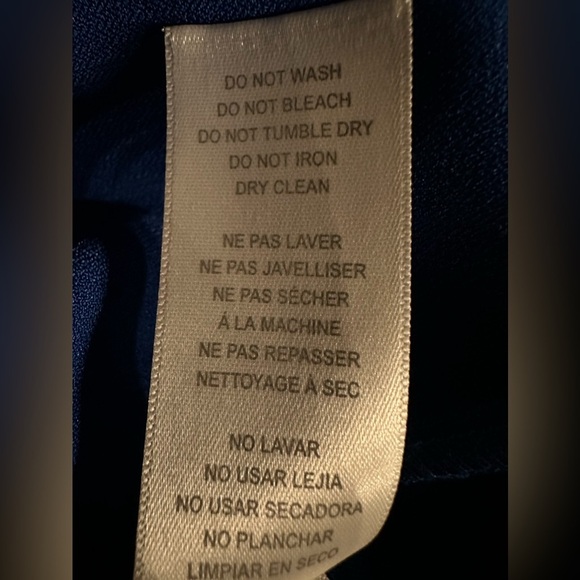 DO NOT WASH
DO NOT BLEACH
DO NOT TUMBLE DRY
DO NOT IRON
DRY CLEAN
NE PAS LAVER
NE PAS JAVELLISER
NE PAS SÉCHER
À LA MACHINE
NE PAS REPASSER
NETTOYAGE À SEC
NO LAVAR
NO USAR LEJIA
NO USAR SECADORA
NO PLANCHAR
LIMPIAR EN SECO